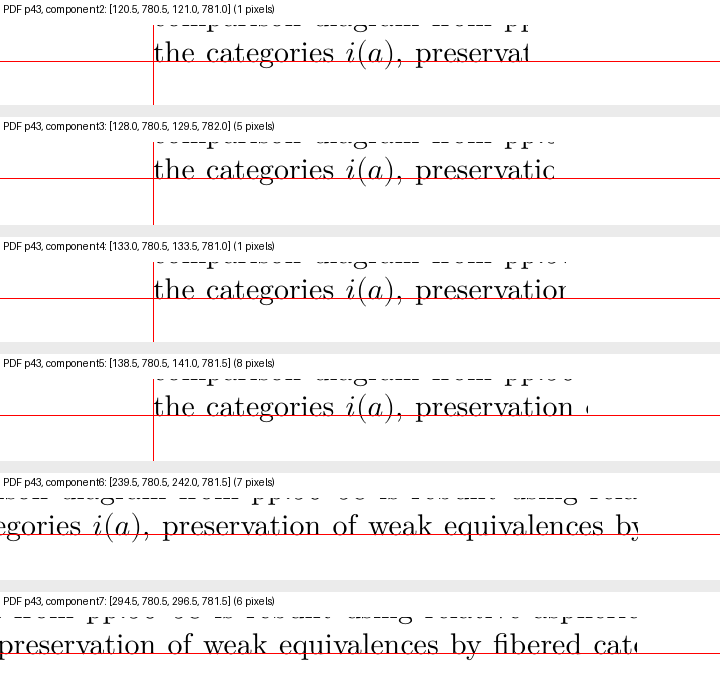 PDF p43, component2: [120.5, 780.5, 121.0, 781.0] (1 pixels)
the categories i(a), preservat
PDF p43, component3: [128.0, 780.5, 129.5, 782.0] (5 pixels)
the categories i(a), preservatio
PDF p43, component4: [133.0, 780.5, 133.5, 781.0] (1 pixels)
the categories i(a), preservation
PDF p43, component5: [138.5, 780.5, 141.0, 781.5] (8 pixels)
the categories i(a), preservation
PDF p43, component6: [239.5, 780.5, 242.0, 781.5] (7 pixels)
egories i(a), preservation of weak equivalences by
PDF p43, component7: [294.5, 780.5, 296.5, 781.5] (6 pixels)
preservation of weak equivalences by fibered cat